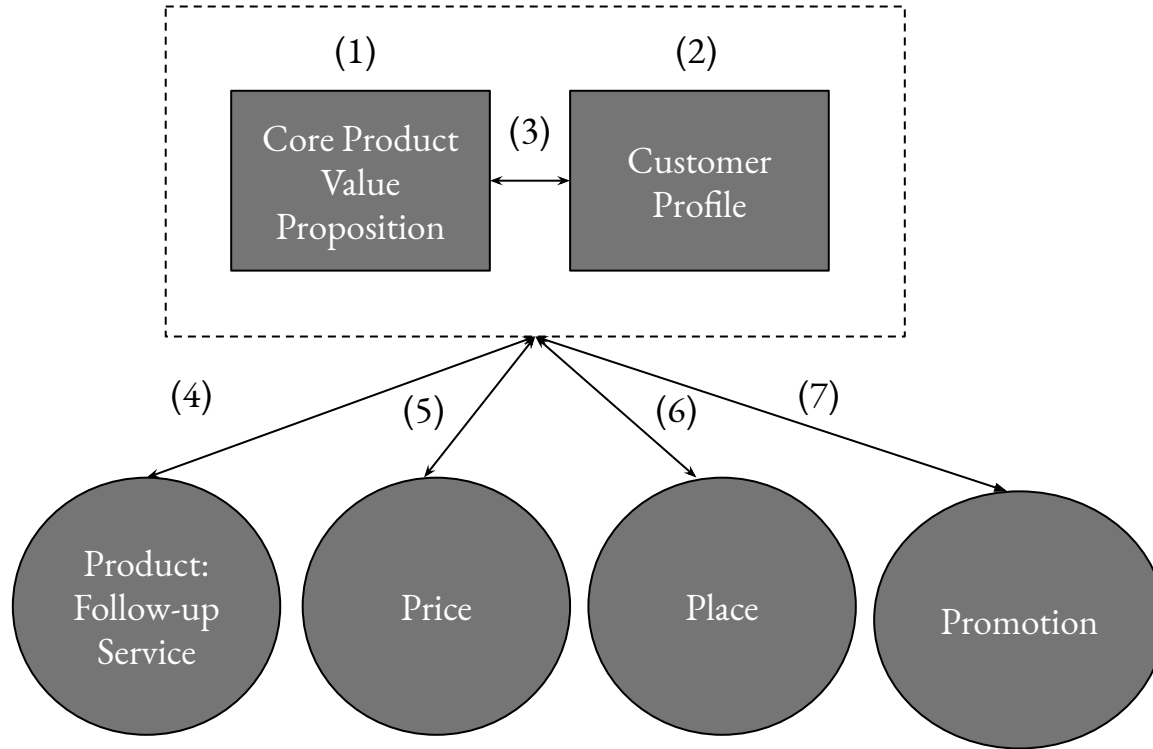 (1)
(2)
(3)
Core Product
Value
Proposition
Customer
Profile
(4)
(5)
(6)
(7)
Product:
Follow-up
Service
Price
Place
Promotion